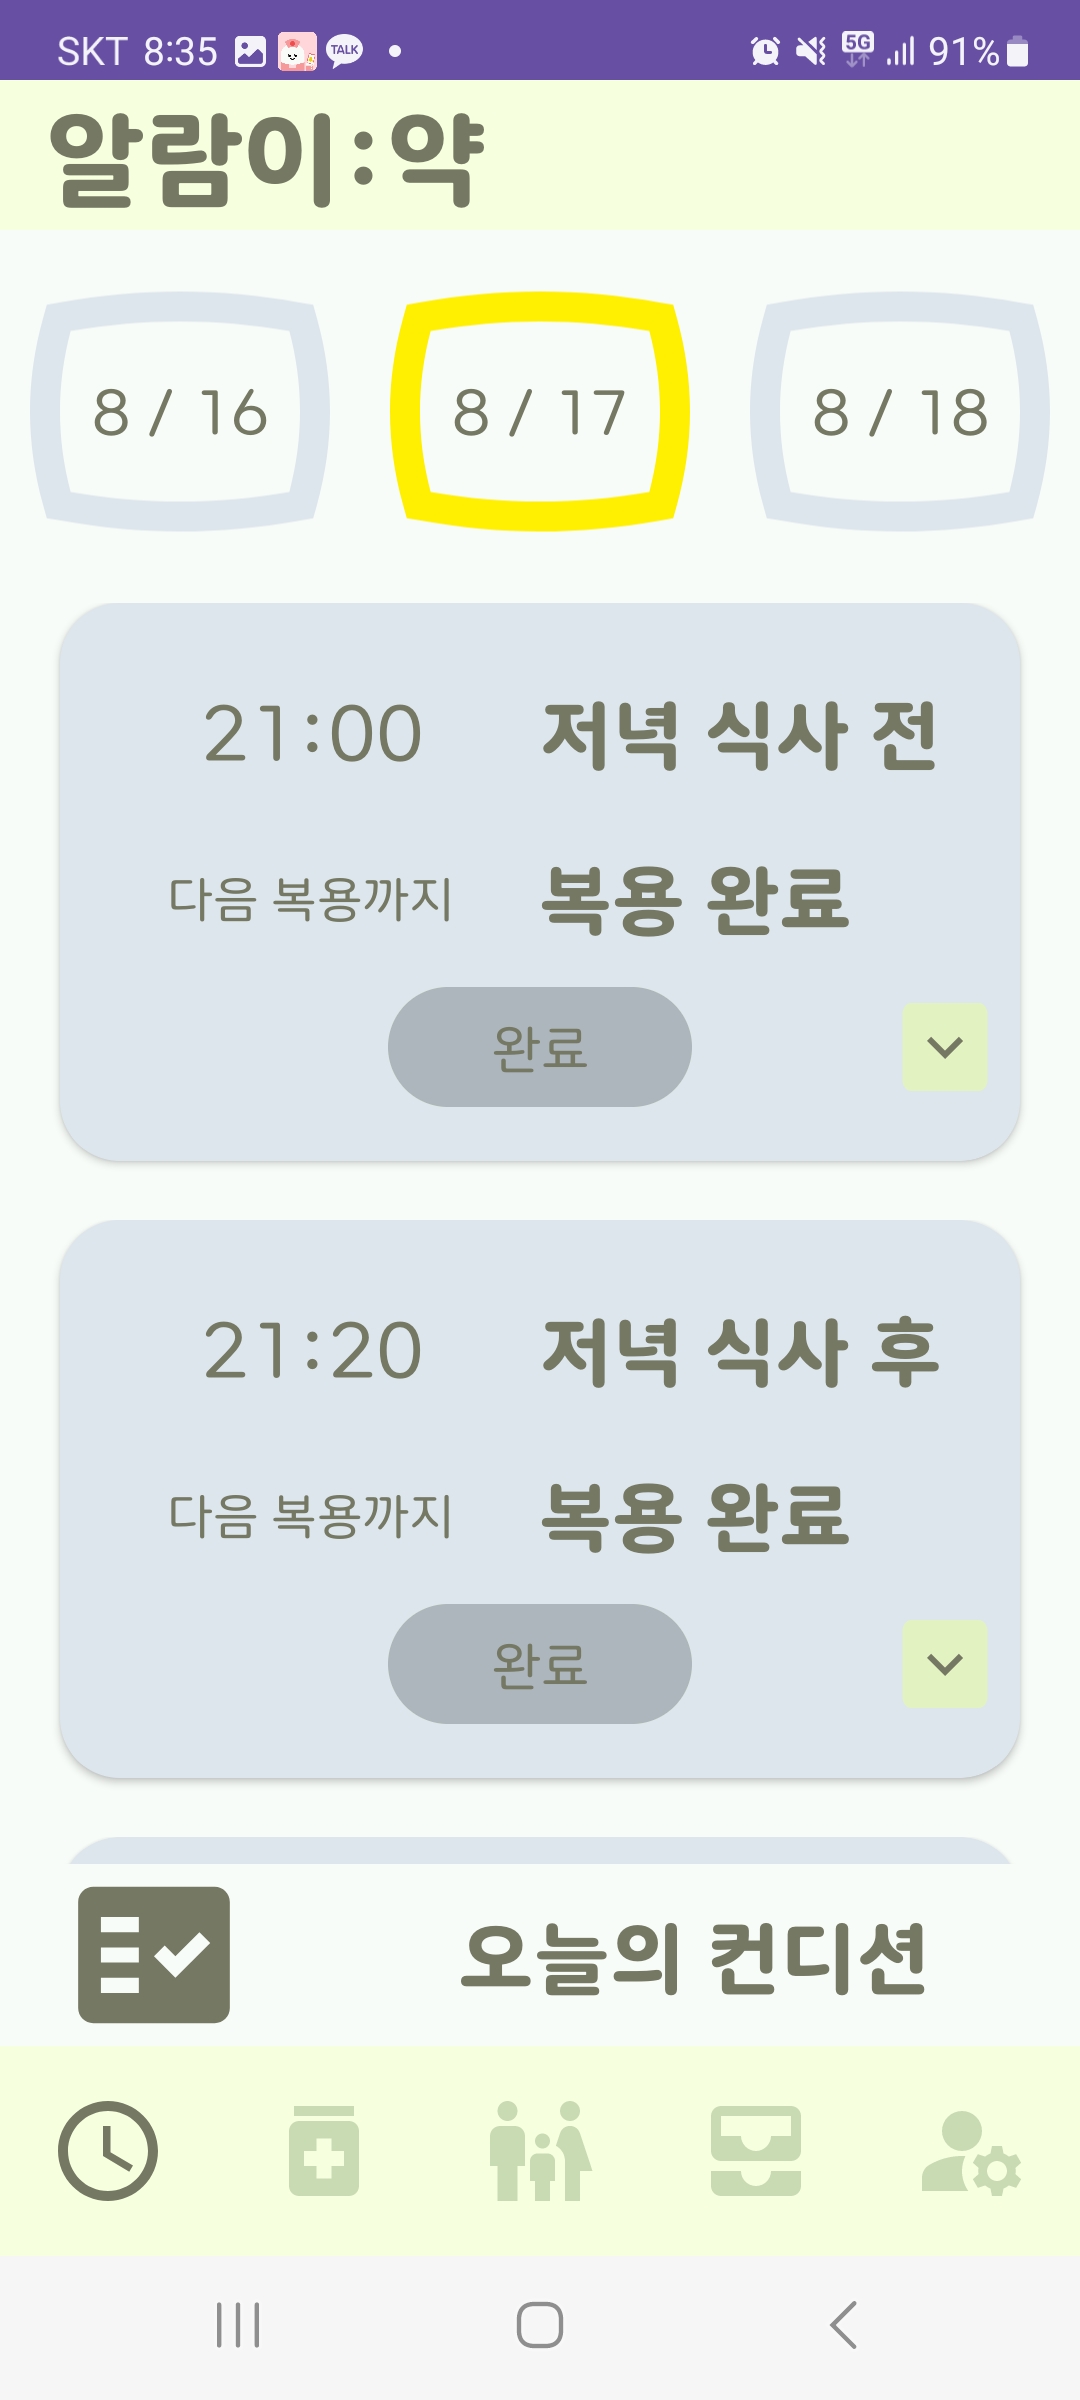 SKT 8:35 TALK 5G 91%
알람이:약
8 / 16 8 / 17 8 / 18
21:00 저녁 식사 전
다음 복용까지 복용 완료
완료
21:20 저녁 식사 후
다음 복용까지 복용 완료
완료
오늘의 컨디션